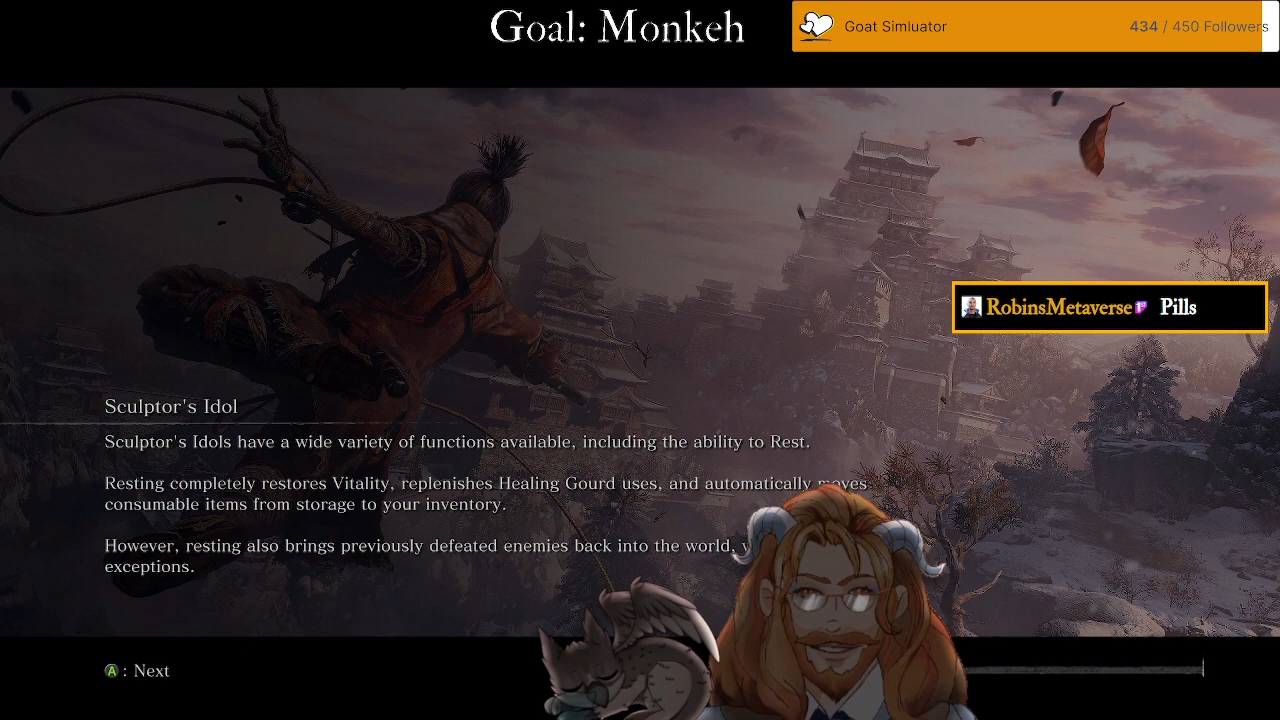 Goal: Monkeh
Goat Simluator
434 / 450 Followers
RobinsMetaverse Pills
Sculptor's Idol
Sculptor's Idols have a wide variety of functions available, including the ability to Rest.
Resting completely restores Vitality, replenishes Healing Gourd uses, and automatically moves
consumable items from storage to your inventory.
However, resting also brings previously defeated enemies back into the world,
exceptions.
A : Next